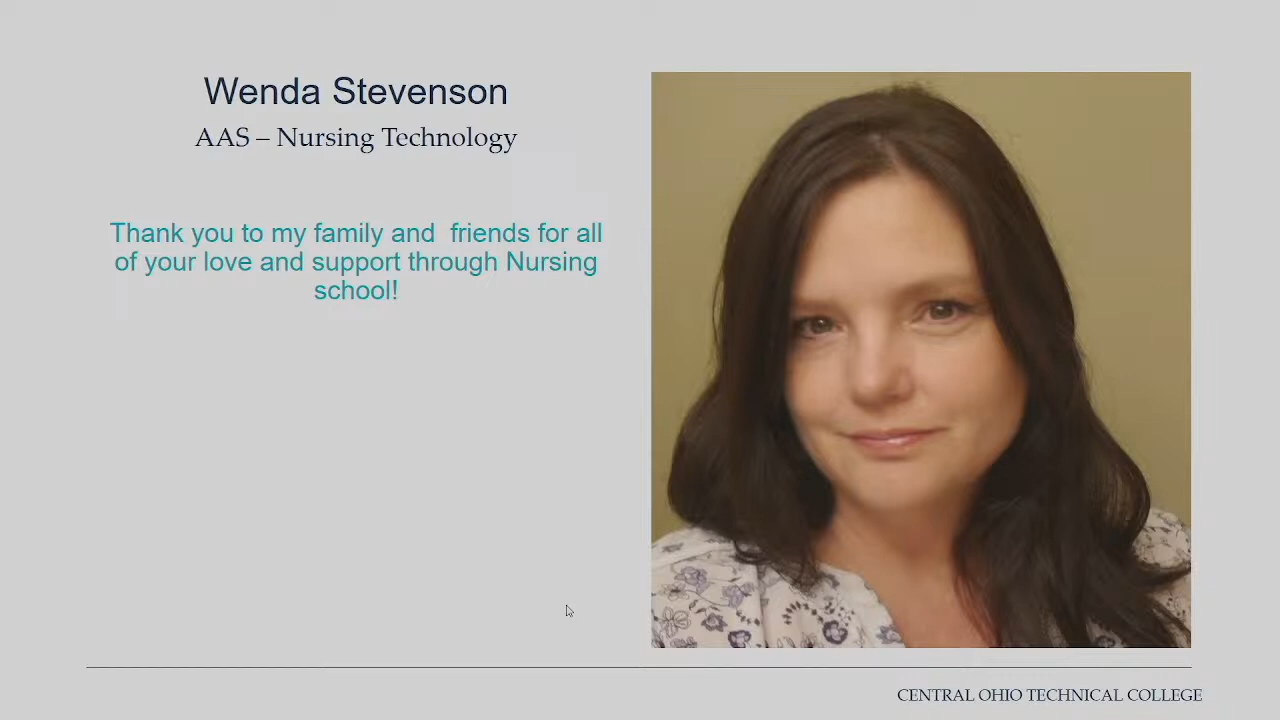 Wenda Stevenson
AAS – Nursing Technology
Thank you to my family and  friends for all
of your love and support through Nursing
school!
CENTRAL OHIO TECHNICAL COLLEGE